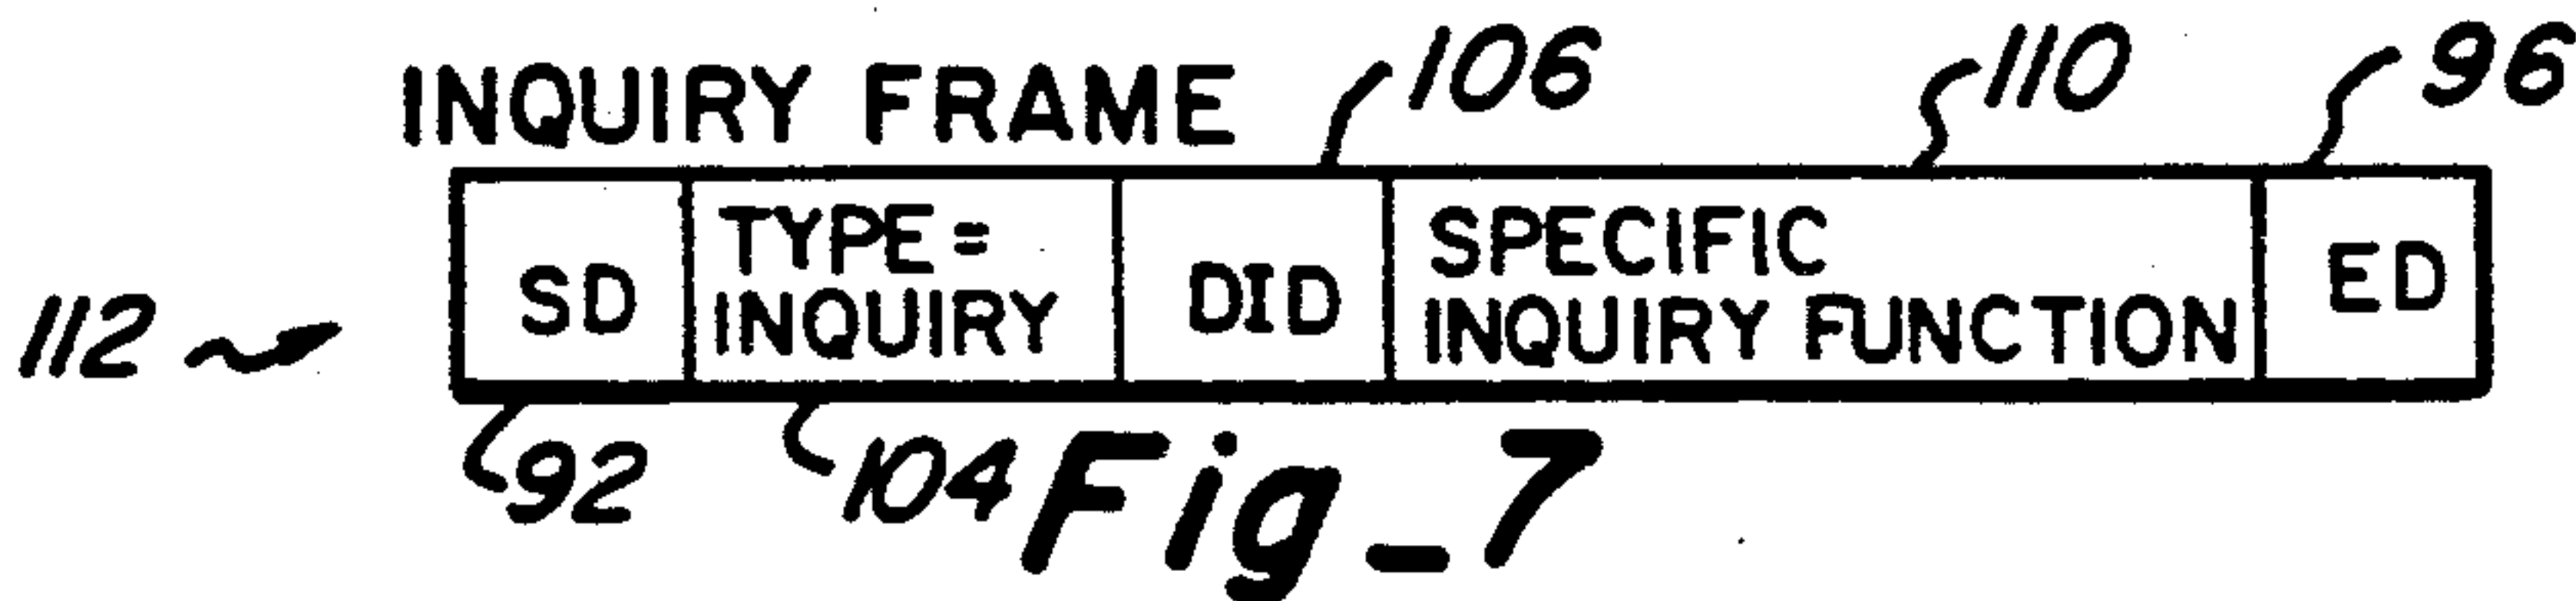 INQUIRY FRAME
106
110
96
112
SD
TYPE=
INQUIRY
DID
SPECIFIC
INQUIRY FUNCTION
ED
92
104
Fig_7